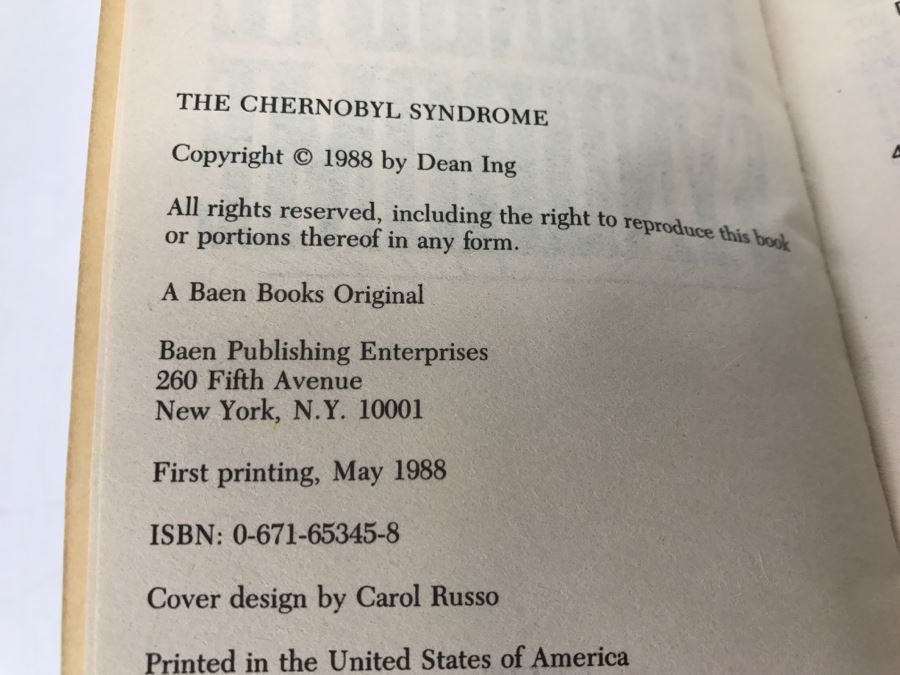 THE CHERNOBYL SYNDROME
Copyright © 1988 by Dean Ing
All rights reserved, including the right to reproduce this book
or portions thereof in any form.
A Baen Books Original
Baen Publishing Enterprises
260 Fifth Avenue
New York, N.Y. 10001
First printing, May 1988
ISBN: 0-671-65345-8
Cover design by Carol Russo
Printed in the United States of America